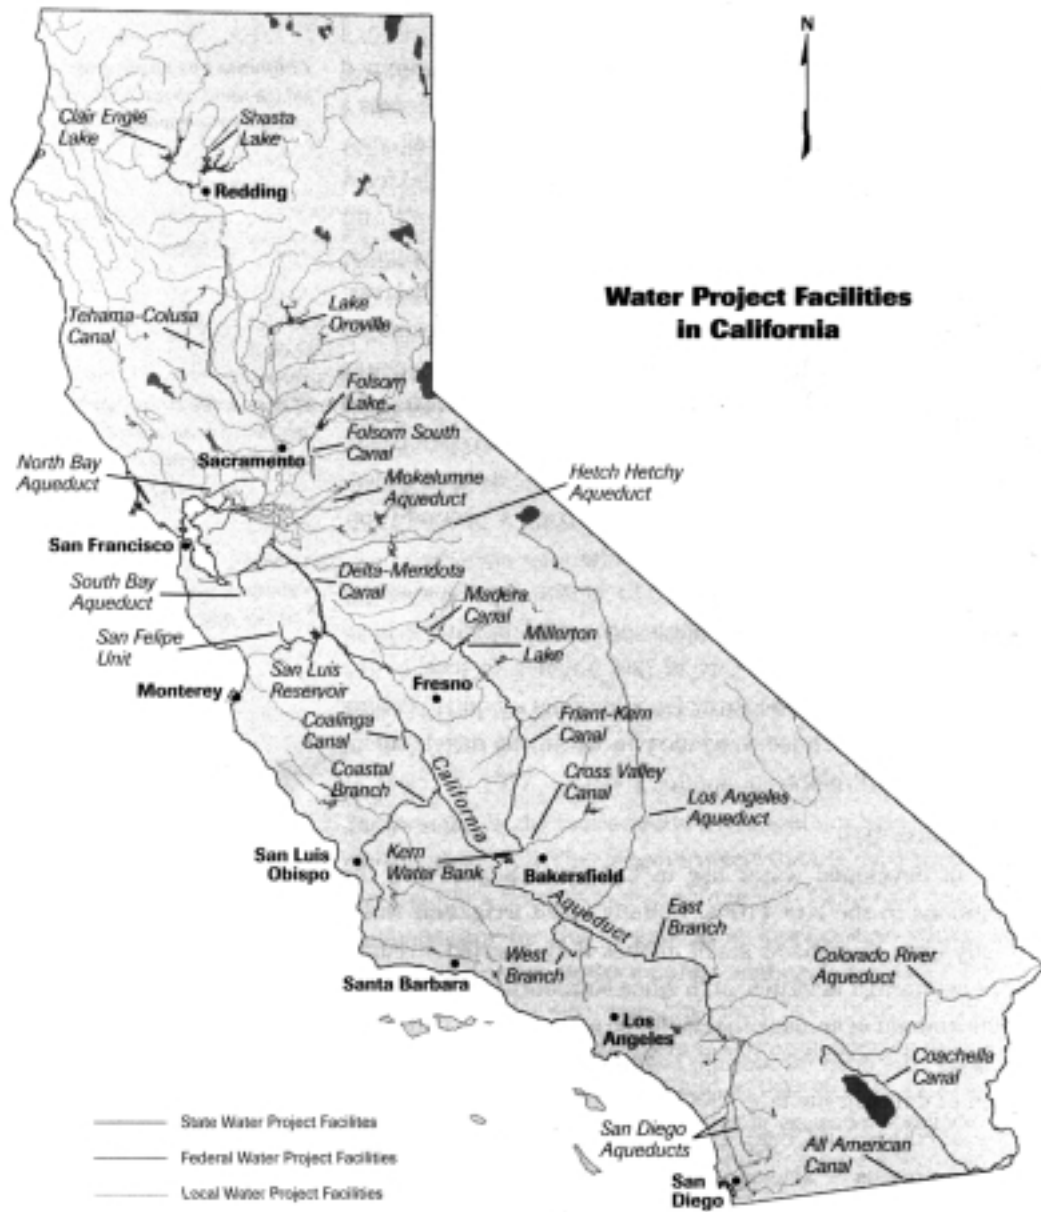 N
Clair Engle
Lake
Shasta
Lake
Redding
Water Project Facilities
in California
Tehama-Colusa
Canal
Lake
Oroville
Folsom
Lake
Folsom South
Canal
Sacramento
North Bay
Aqueduct
Mokelumne
Aqueduct
Hetch Hetchy
Aqueduct
San Francisco
South Bay
Aqueduct
Delta-Mendota
Canal
Madera
Canal
San Felipe
Unit
Millerton
Lake
San Luis
Reservoir
Monterey
Fresno
Coalinga
Canal
Friant-Kern
Canal
Coastal
Branch
California
Cross Valley
Canal
Los Angeles
Aqueduct
San Luis
Obispo
Kern
Water Bank
Bakersfield
Aqueduct
East
Branch
West
Branch
Santa Barbara
Colorado River
Aqueduct
Los
Angeles
Coachella
Canal
San Diego
Aqueducts
All American
Canal
San
Diego
State Water Project Facilites
Federal Water Project Facilities
Local Water Project Facilities